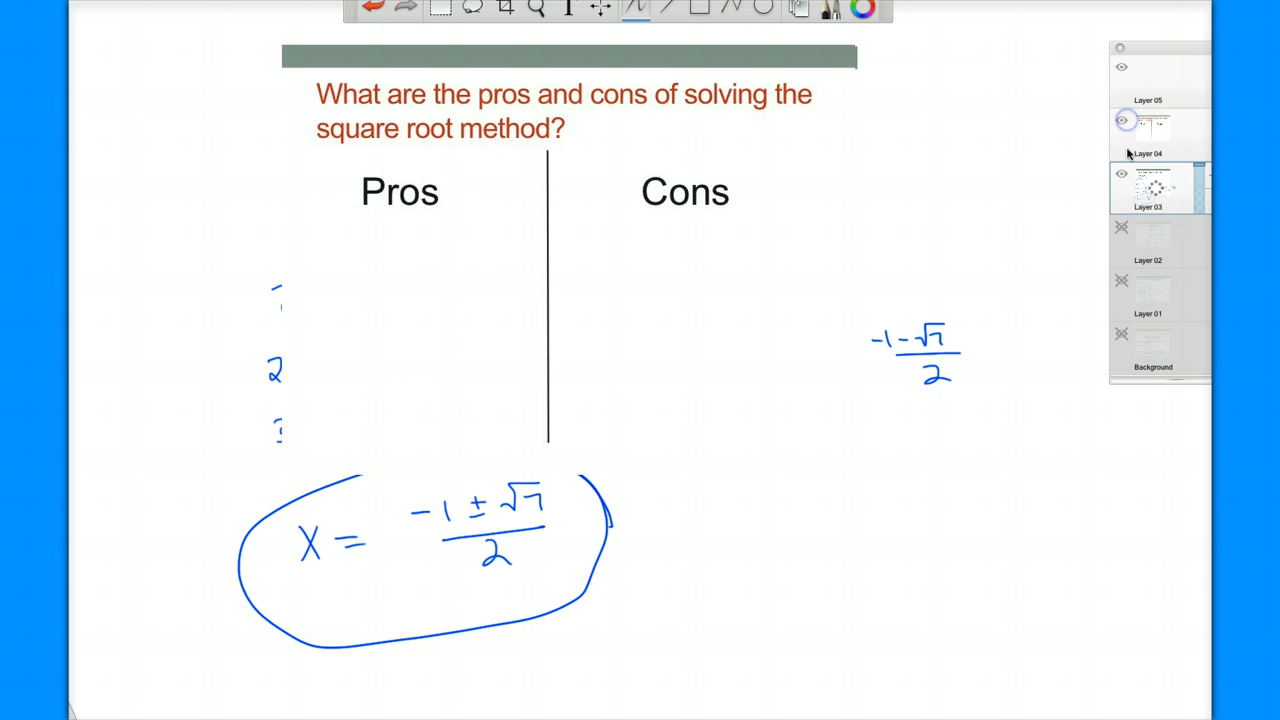 What are the pros and cons of solving the
square root method?
Pros
Cons
2
-1 - √7
2
X = -1 ± √7
2
Layer 05
Layer 04
Layer 03
Layer 02
Layer 01
Background